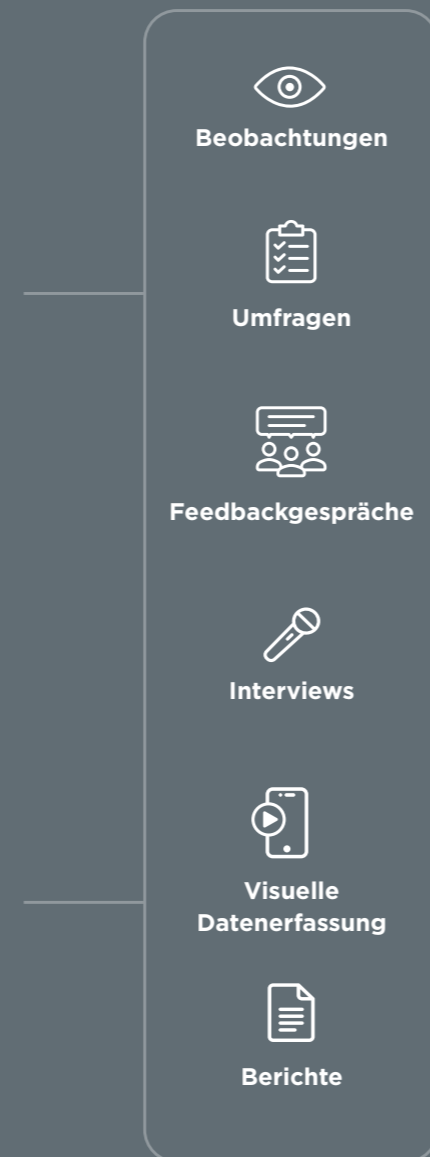 Beobachtungen
Umfragen
Feedbackgespräche
Interviews
Visuelle
Datenerfassung
Berichte